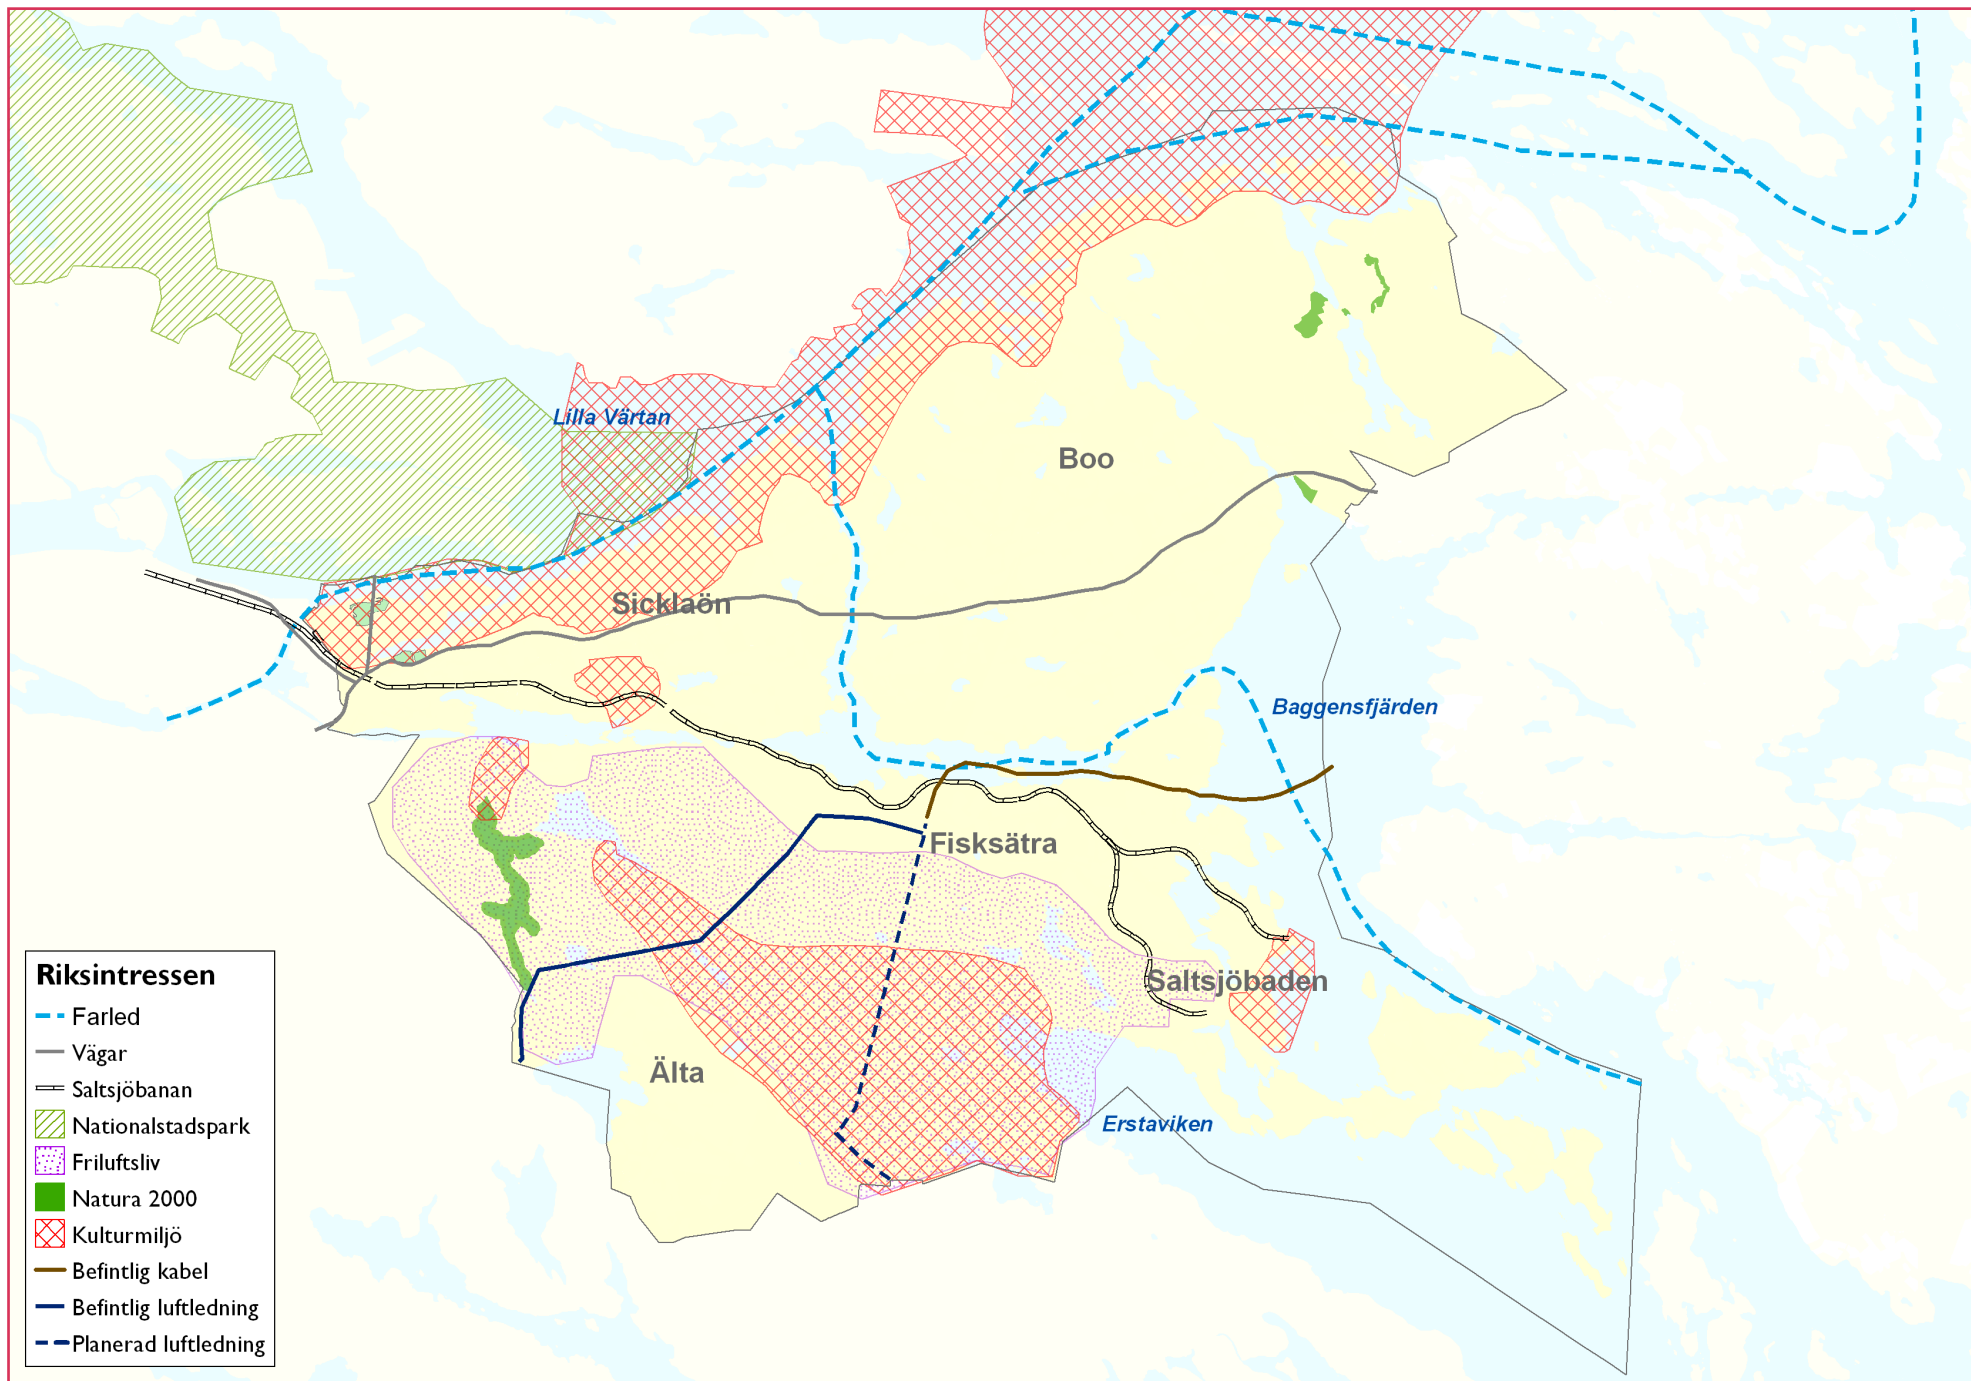 Lilla Värtan
Boo
Sicklaön
Baggensfjärden
Fisksätra
Saltsjöbaden
Älta
Erstaviken
Riksintressen
Farled
Vägar
Saltsjöbanan
Nationalstadspark
Friluftsliv
Natura 2000
Kulturmiljö
Befintlig kabel
Befintlig luftledning
Planerad luftledning